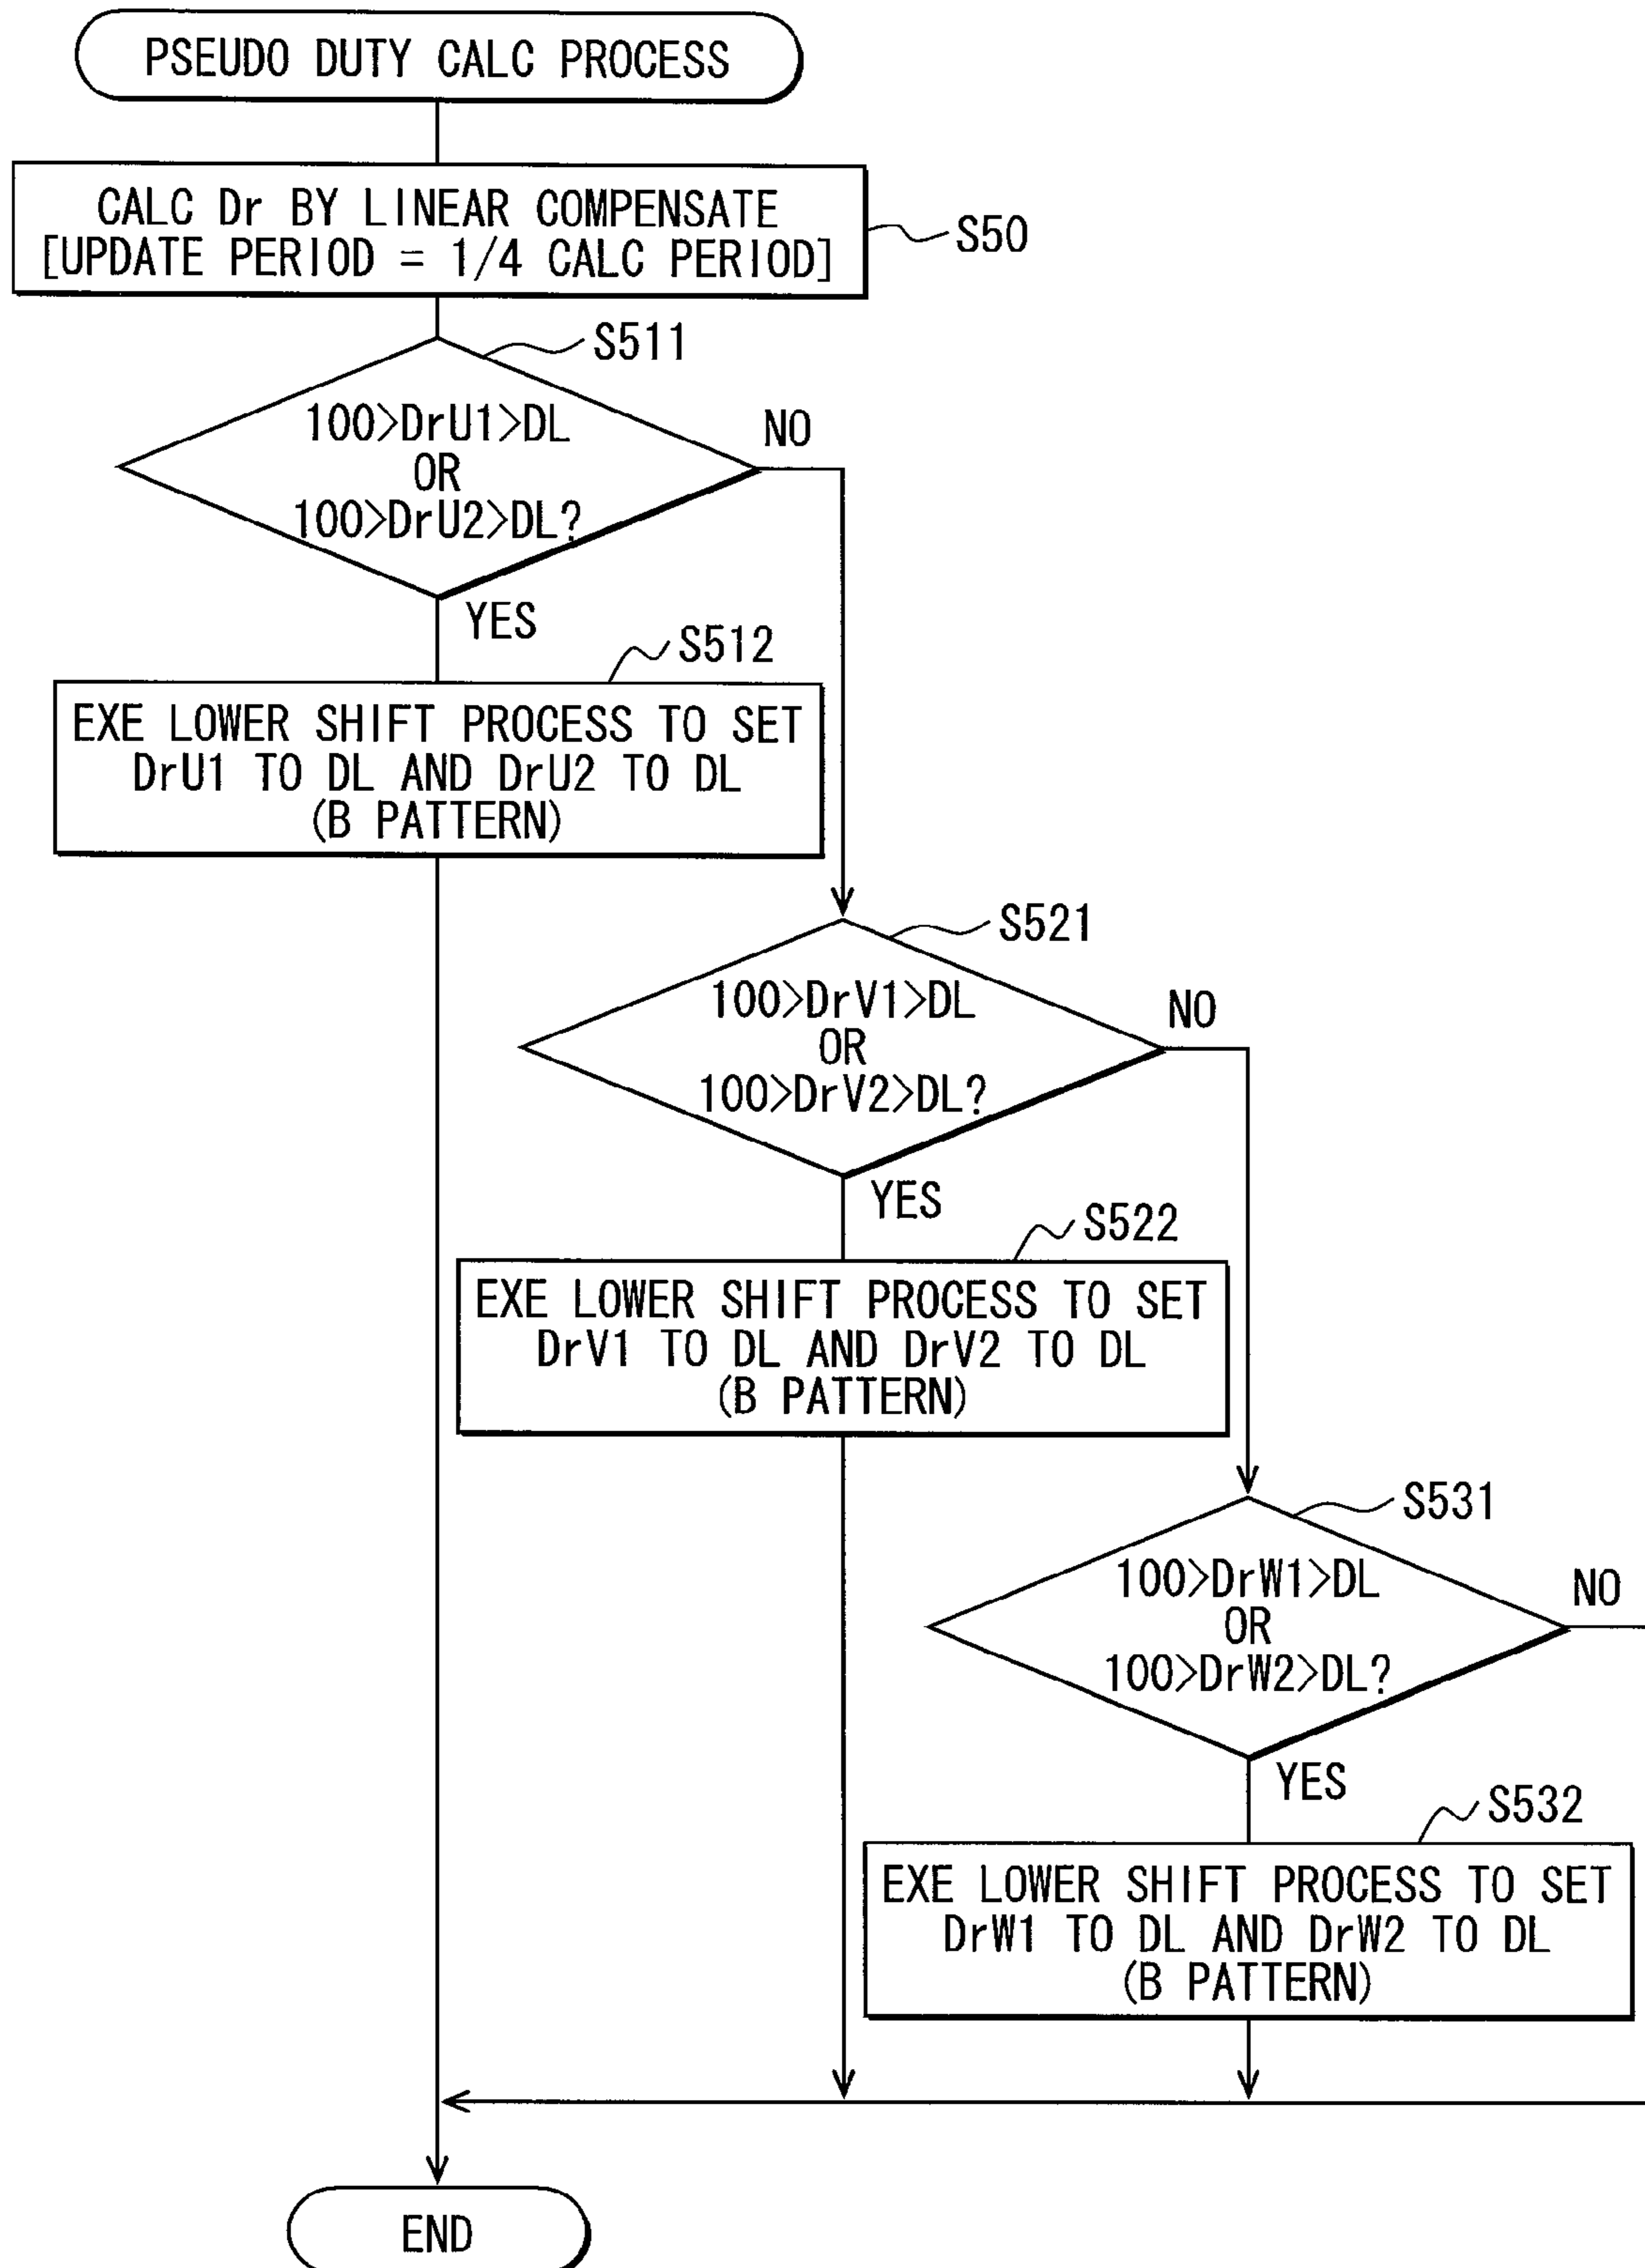 PSEUDO DUTY CALC PROCESS
CALC Dr BY LINEAR COMPENSATE
[UPDATE PERIOD = 1/4 CALC PERIOD]
S50
S511
100>DrU1>DL
OR
100>DrU2>DL?
NO
YES
S512
EXE LOWER SHIFT PROCESS TO SET
DrU1 TO DL AND DrU2 TO DL
(B PATTERN)
S521
100>DrV1>DL
OR
100>DrV2>DL?
NO
YES
S522
EXE LOWER SHIFT PROCESS TO SET
DrV1 TO DL AND DrV2 TO DL
(B PATTERN)
S531
100>DrW1>DL
OR
100>DrW2>DL?
NO
YES
S532
EXE LOWER SHIFT PROCESS TO SET
DrW1 TO DL AND DrW2 TO DL
(B PATTERN)
END